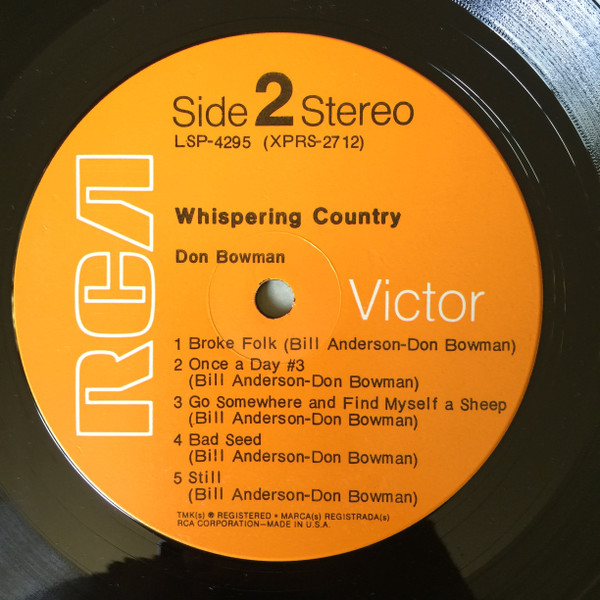 Side 2 Stereo
LSP-4295 (XPRS-2712)
Whispering Country
Don Bowman
RCA
Victor
1 Broke Folk (Bill Anderson-Don Bowman)
2 Once a Day #3
(Bill Anderson-Don Bowman)
3 Go Somewhere and Find Myself a Sheep
(Bill Anderson-Don Bowman)
4 Bad Seed
(Bill Anderson-Don Bowman)
5 Still
(Bill Anderson-Don Bowman)
TMK(s) ® REGISTERED • MARCA(s) REGISTRADA(s)
RCA CORPORATION—MADE IN U.S.A.